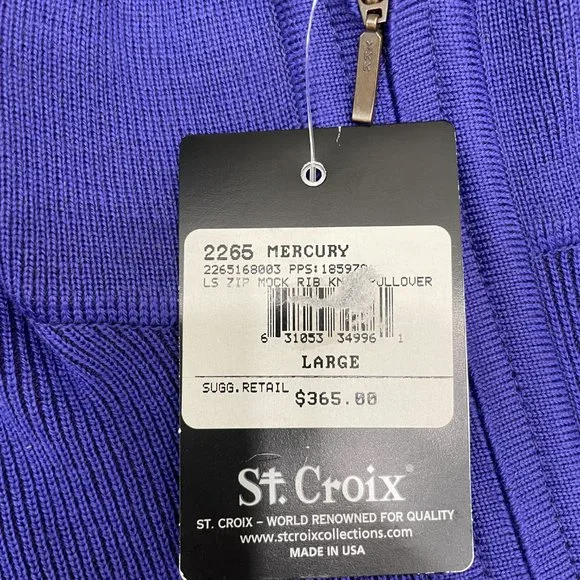 2265 MERCURY
2265168003 PPS:185970
LS ZIP MOCK RIB KNIT PULLOVER
6 31053 34996 1
LARGE
SUGG.RETAIL $365.00
St. Croix®
ST. CROIX – WORLD RENOWNED FOR QUALITY
www.stcroixcollections.com
MADE IN USA